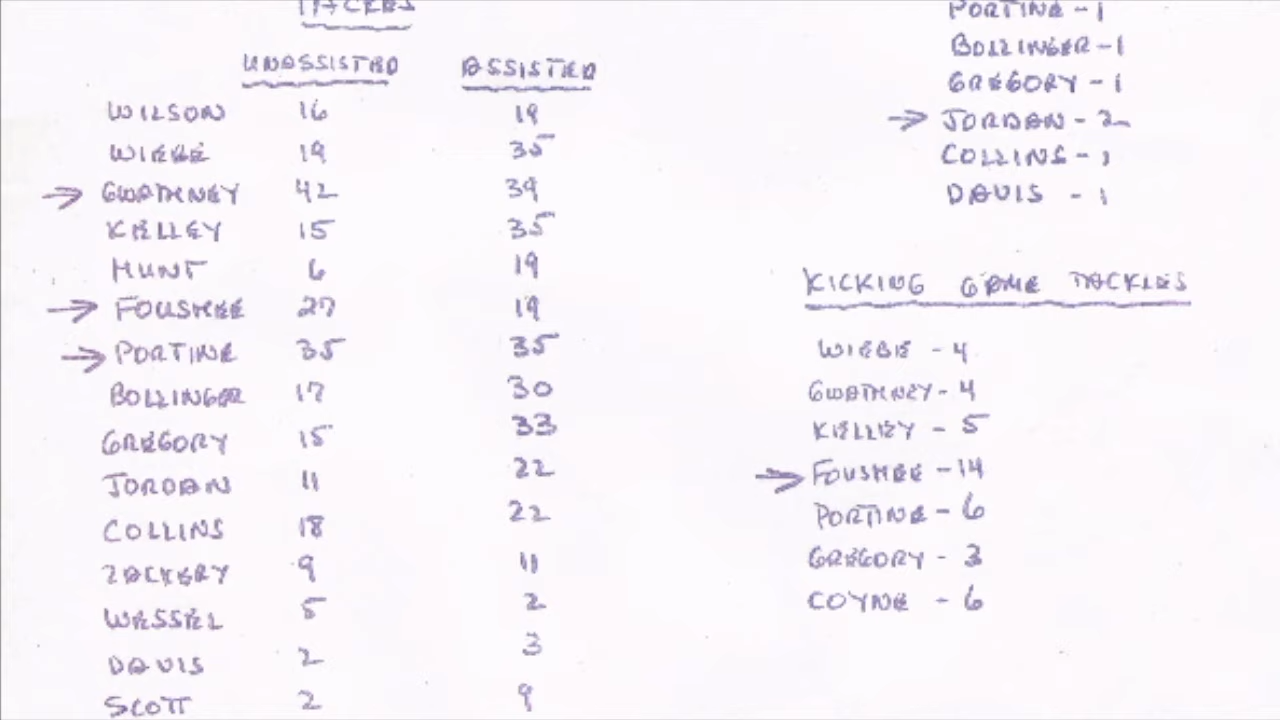 TACKLES
UNASSISTED ASSISTED
WILSON 16 19
WIEBE 19 35
→ GWATHNEY 42 39
KELLEY 15 35
HUNT 6 19
→ FOUSHEE 27 19
→ PORTINE 35 35
BOLLINGER 17 30
GREGORY 15 33
JORDAN 11 22
COLLINS 18 22
ZACKERY 9 11
WESSEL 5 2
DAVIS 2 3
SCOTT 2 9
PORTINE - 1
BOLLINGER - 1
GREGORY - 1
→ JORDAN - 2
COLLINS - 1
DAVIS - 1
KICKING GAME TACKLES
WIEBE - 4
GWATHNEY - 4
KELLEY - 5
→ FOUSHEE - 14
PORTINE - 6
GREGORY - 3
COYNE - 6